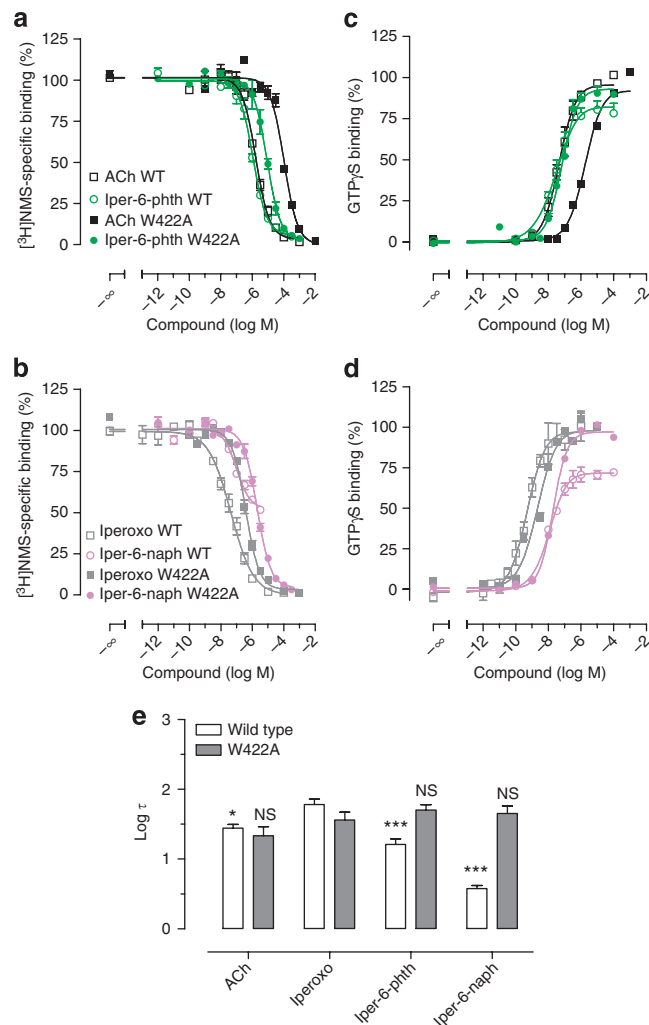 a
[³H]NMS-specific binding (%)
125
100
75
50
25
0
ACh WT
Iper-6-phth WT
ACh W422A
Iper-6-phth W422A
–∞
–12
–10
–8
–6
–4
–2
Compound (log M)
c
GTPγS binding (%)
125
100
75
50
25
0
–∞
–12
–10
–8
–6
–4
–2
Compound (log M)
b
[³H]NMS-specific binding (%)
125
100
75
50
25
0
Iperoxo WT
Iper-6-naph WT
Iperoxo W422A
Iper-6-naph W422A
–∞
–12
–10
–8
–6
–4
–2
Compound (log M)
d
GTPγS binding (%)
125
100
75
50
25
0
–∞
–12
–10
–8
–6
–4
–2
Compound (log M)
e
Log τ
3
2
1
0
Wild type
W422A
*
NS
***
NS
***
NS
ACh
Iperoxo
Iper-6-phth
Iper-6-naph